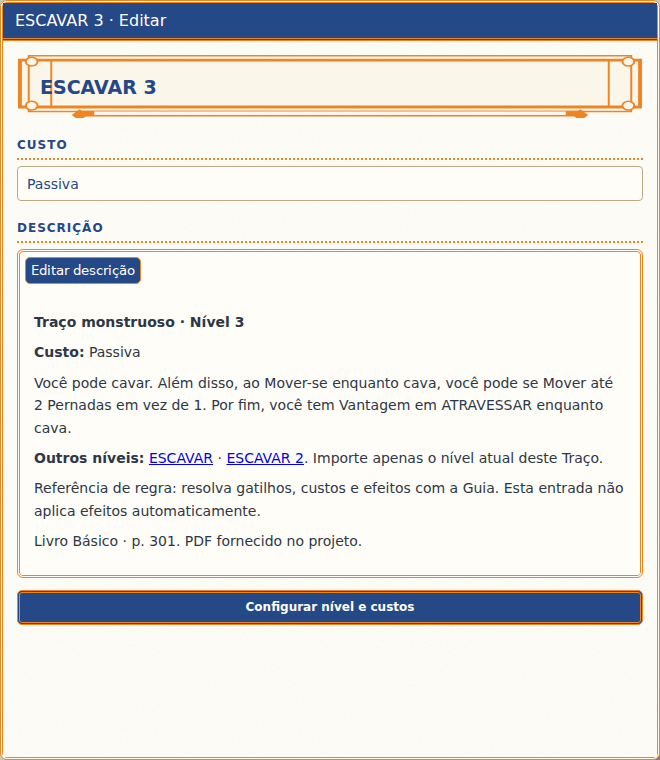 ESCAVAR 3 · Editar
ESCAVAR 3
CUSTO
Passiva
DESCRIÇÃO
Editar descrição
Traço monstruoso · Nível 3
Custo: Passiva
Você pode cavar. Além disso, ao Mover-se enquanto cava, você pode se Mover até
2 Pernadas em vez de 1. Por fim, você tem Vantagem em ATRAVESSAR enquanto
cava.
Outros níveis: ESCAVAR · ESCAVAR 2. Importe apenas o nível atual deste Traço.
Referência de regra: resolva gatilhos, custos e efeitos com a Guia. Esta entrada não
aplica efeitos automaticamente.
Livro Básico · p. 301. PDF fornecido no projeto.
Configurar nível e custos